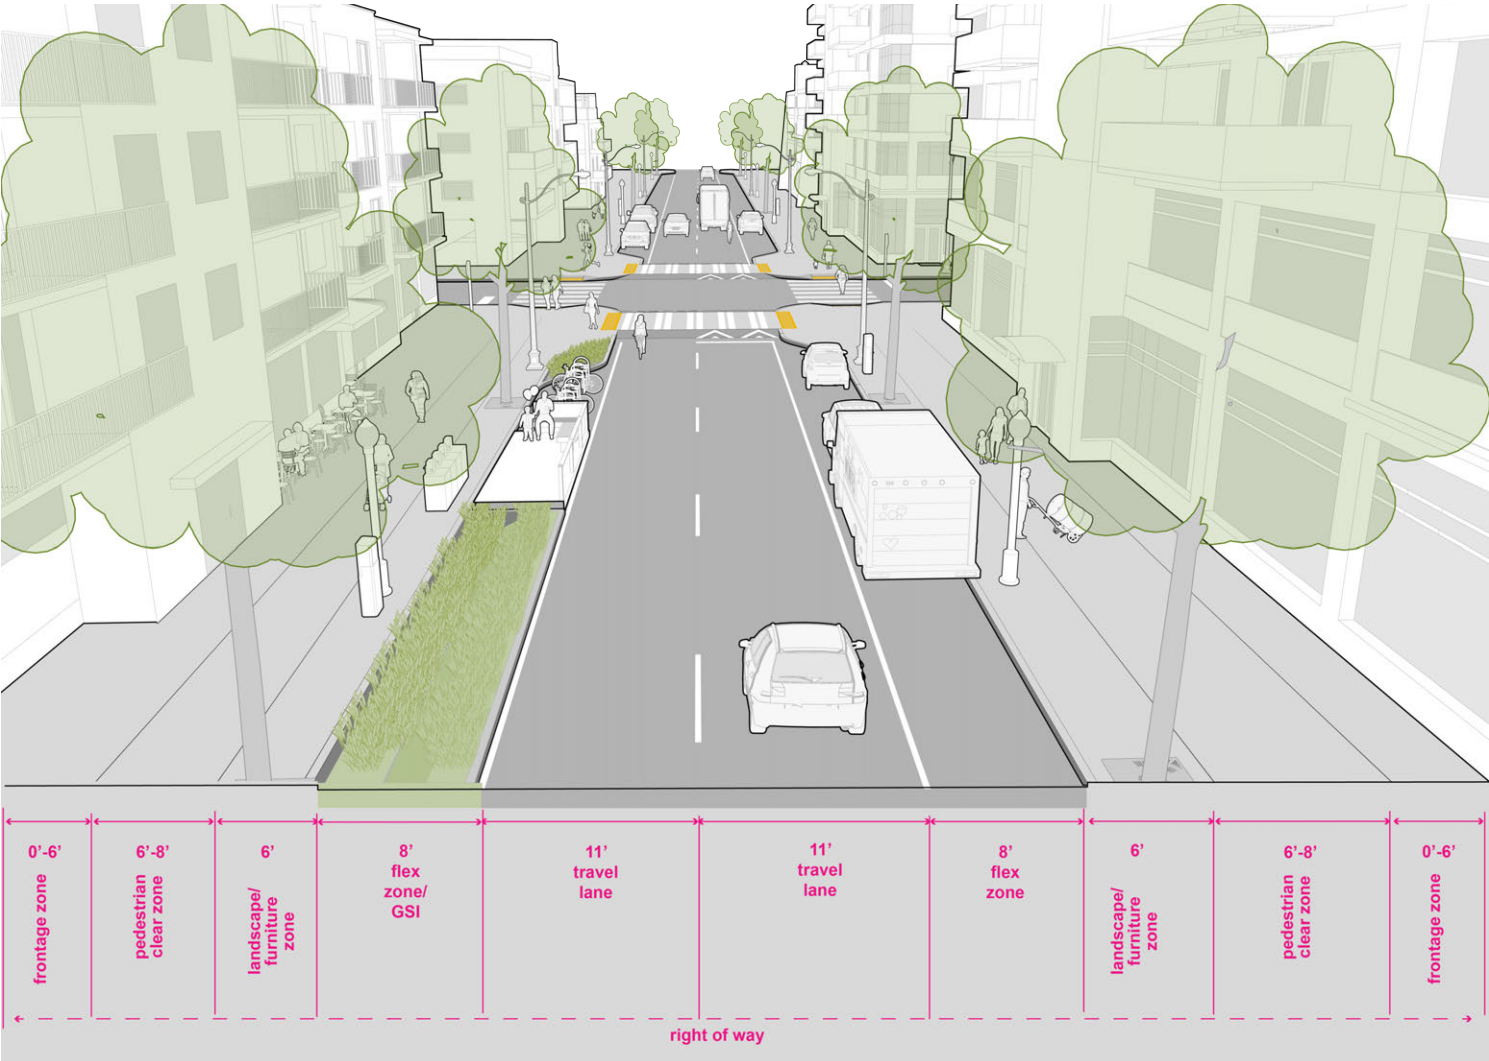 0'-6'
frontage zone
6'-8'
pedestrian
clear zone
6'
landscape/
furniture
zone
8'
flex
zone/
GSI
11'
travel
lane
11'
travel
lane
8'
flex
zone
6'
landscape/
furniture
zone
6'-8'
pedestrian
clear zone
0'-6'
frontage zone
right of way